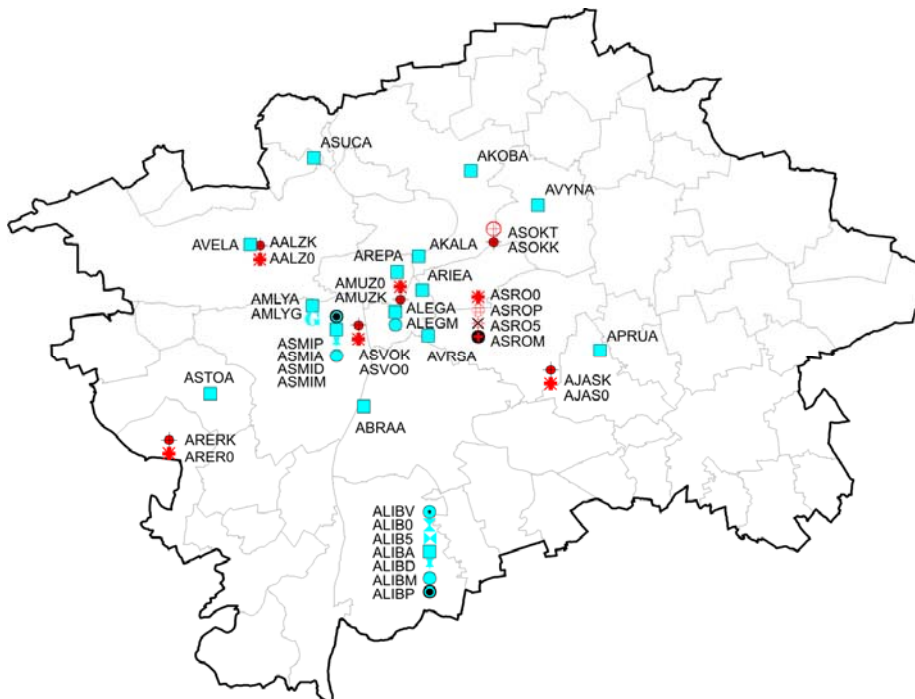 ASUCA
AKOBA
AVYNA
ASOKT
ASOKK
AVELA
AALZK
AALZ0
AREPA
AKALA
AMUZ0
AMUZK
ARIEA
AMLYA
AMLYG
ALEGA
ALEGM
ASRO0
ASROP
ASRO5
ASROM
ASMIP
ASMIA
ASMID
ASMIM
ASVOK
ASVO0
AVRSA
APRUA
ASTOA
AJASK
AJAS0
ABRAA
ARERK
ARER0
ALIBV
ALIB0
ALIB5
ALIBA
ALIBD
ALIBM
ALIBP